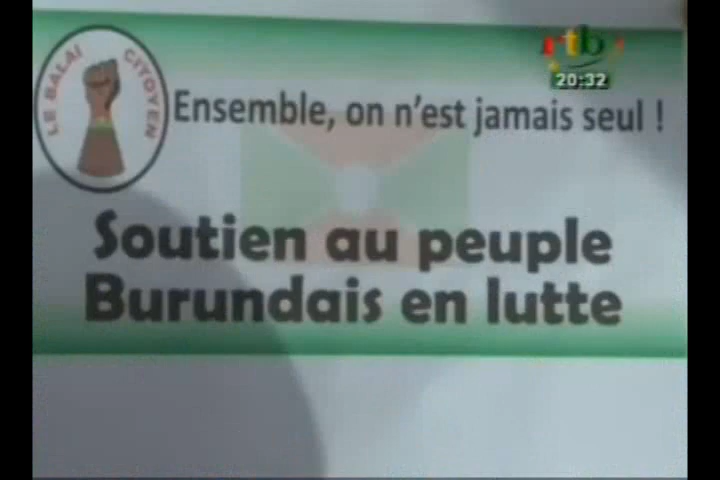 rtb
20:32
LE BALAI CITOYEN
Ensemble, on n'est jamais seul !
Soutien au peuple
Burundais en lutte